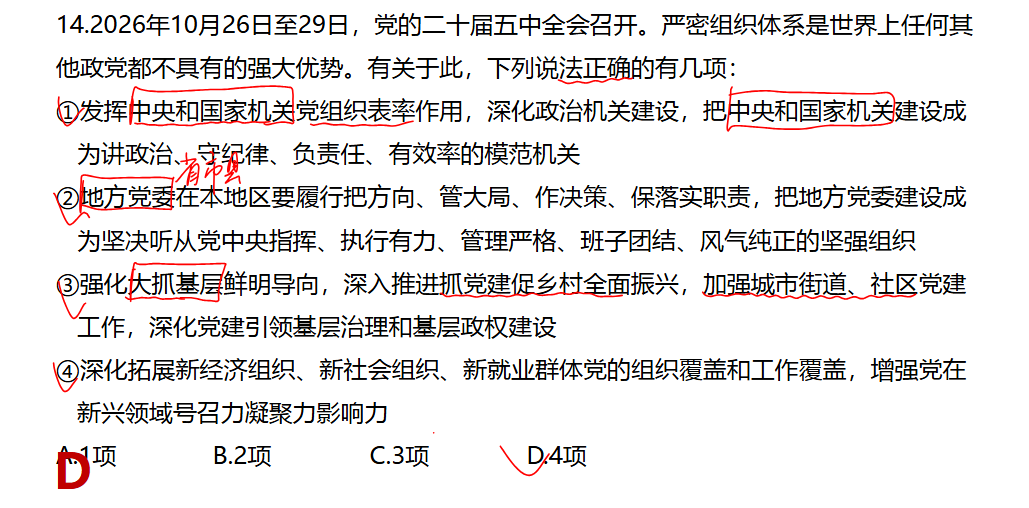 14.2026年10月26日至29日，党的二十届五中全会召开。严密组织体系是世界上任何其
他政党都不具有的强大优势。有关于此，下列说法正确的有几项：
①发挥中央和国家机关党组织表率作用，深化政治机关建设，把中央和国家机关建设成
为讲政治、守纪律、负责任、有效率的模范机关
省市县
②地方党委在本地区要履行把方向、管大局、作决策、保落实职责，把地方党委建设成
为坚决听从党中央指挥、执行有力、管理严格、班子团结、风气纯正的坚强组织
③强化大抓基层鲜明导向，深入推进抓党建促乡村全面振兴，加强城市街道、社区党建
工作，深化党建引领基层治理和基层政权建设
④深化拓展新经济组织、新社会组织、新就业群体党的组织覆盖和工作覆盖，增强党在
新兴领域号召力凝聚力影响力
A.1项 B.2项 C.3项 D.4项
D